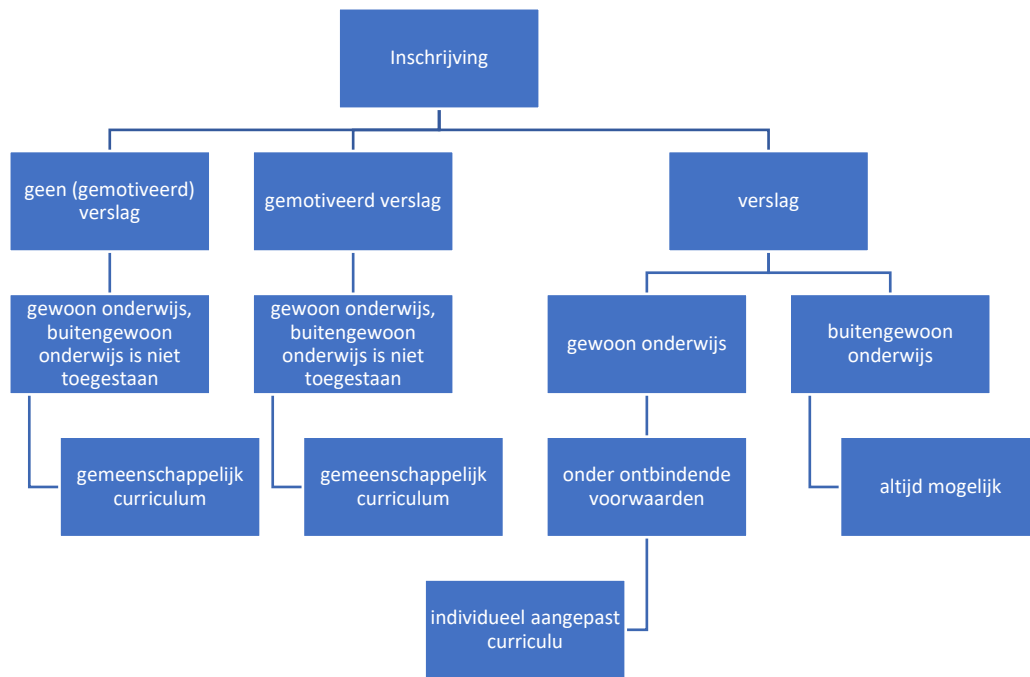 Inschrijving
geen (gemotiveerd)
verslag
gemotiveerd verslag
verslag
gewoon onderwijs,
buitengewoon
onderwijs is niet
toegestaan
gewoon onderwijs,
buitengewoon
onderwijs is niet
toegestaan
gewoon onderwijs
buitengewoon
onderwijs
gemeenschappelijk
curriculum
gemeenschappelijk
curriculum
onder ontbindende
voorwaarden
altijd mogelijk
individueel aangepast
curriculu